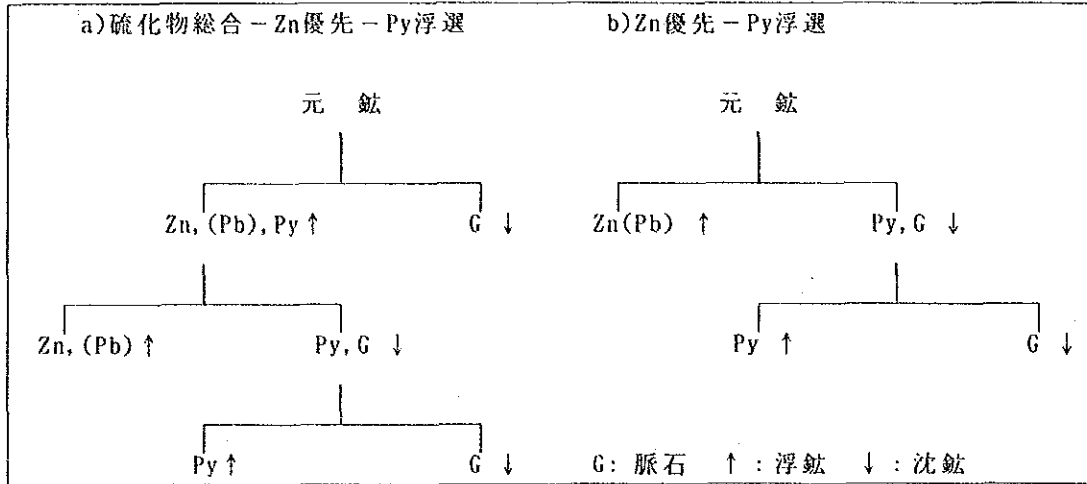 a)硫化物総合－Zn優先－Py浮選
b)Zn優先－Py浮選
元 鉱
元 鉱
Zn,(Pb),Py↑ G ↓
Zn(Pb) ↑ Py,G ↓
Zn,(Pb)↑ Py,G ↓
Py ↑ G ↓
Py↑ G ↓
G: 脈石 ↑:浮鉱 ↓:沈鉱